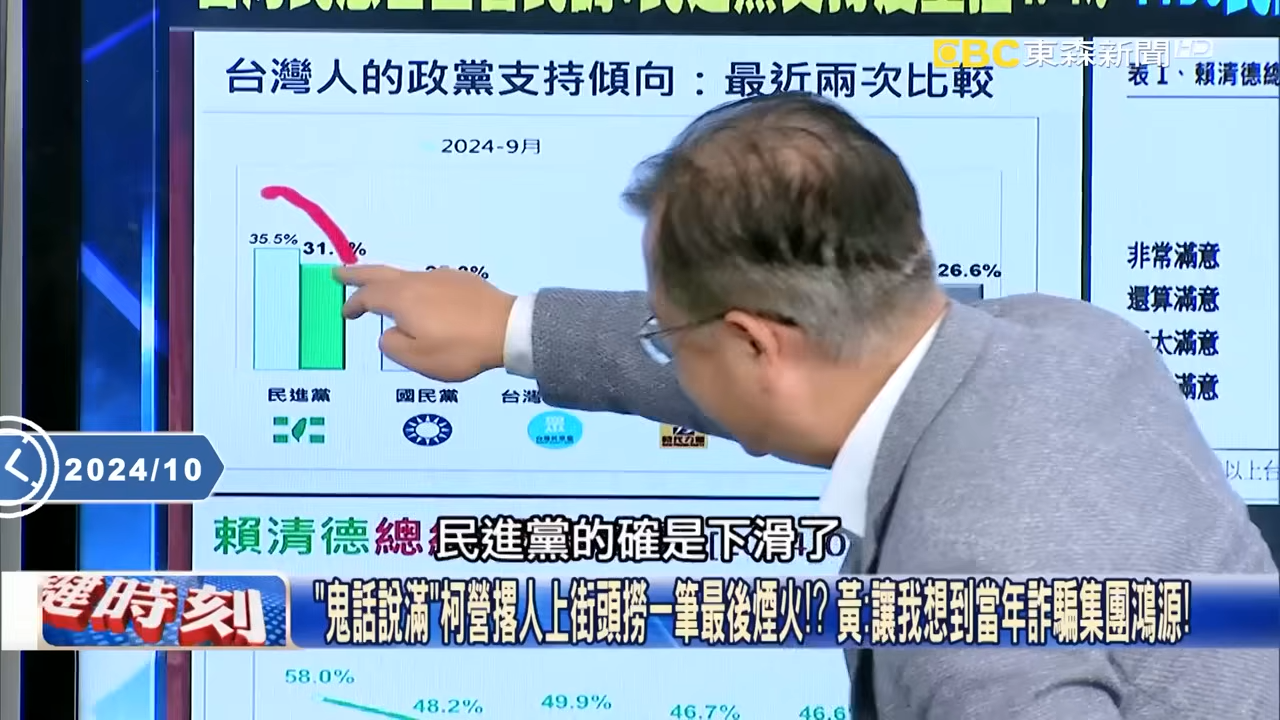 EBC東森新聞HD
台灣人的政黨支持傾向：最近兩次比較
表1、賴清德總
2024-9月
35.5%
26.6%
非常滿意
還算滿意
太滿意
滿意
民進黨
國民黨
台灣
2024/10
以上台
賴清德總
民進黨的確是下滑了
鍵時刻
"鬼話說滿"柯營撂人上街頭撈一筆最後煙火!? 黃:讓我想到當年詐騙集團鴻源!
58.0%
48.2%
49.9%
46.7%
46.6